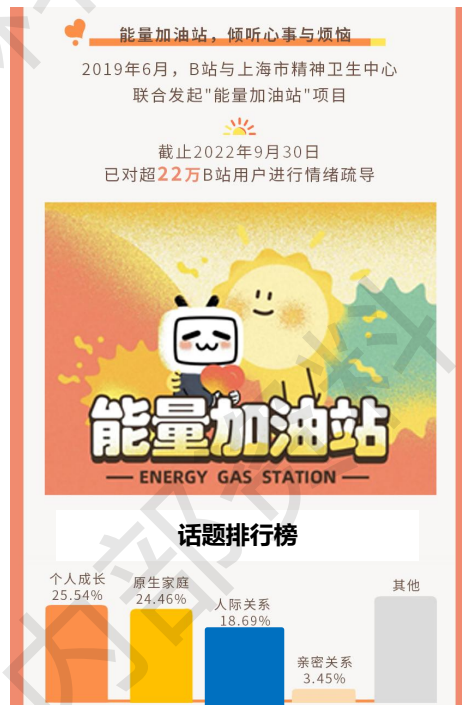 能量加油站，倾听心事与烦恼
2019年6月，B站与上海市精神卫生中心
联合发起"能量加油站"项目
截止2022年9月30日
已对超22万B站用户进行情绪疏导
能量加油站
ENERGY GAS STATION
话题排行榜
个人成长
25.54%
原生家庭
24.46%
人际关系
18.69%
亲密关系
3.45%
其他
内部资料